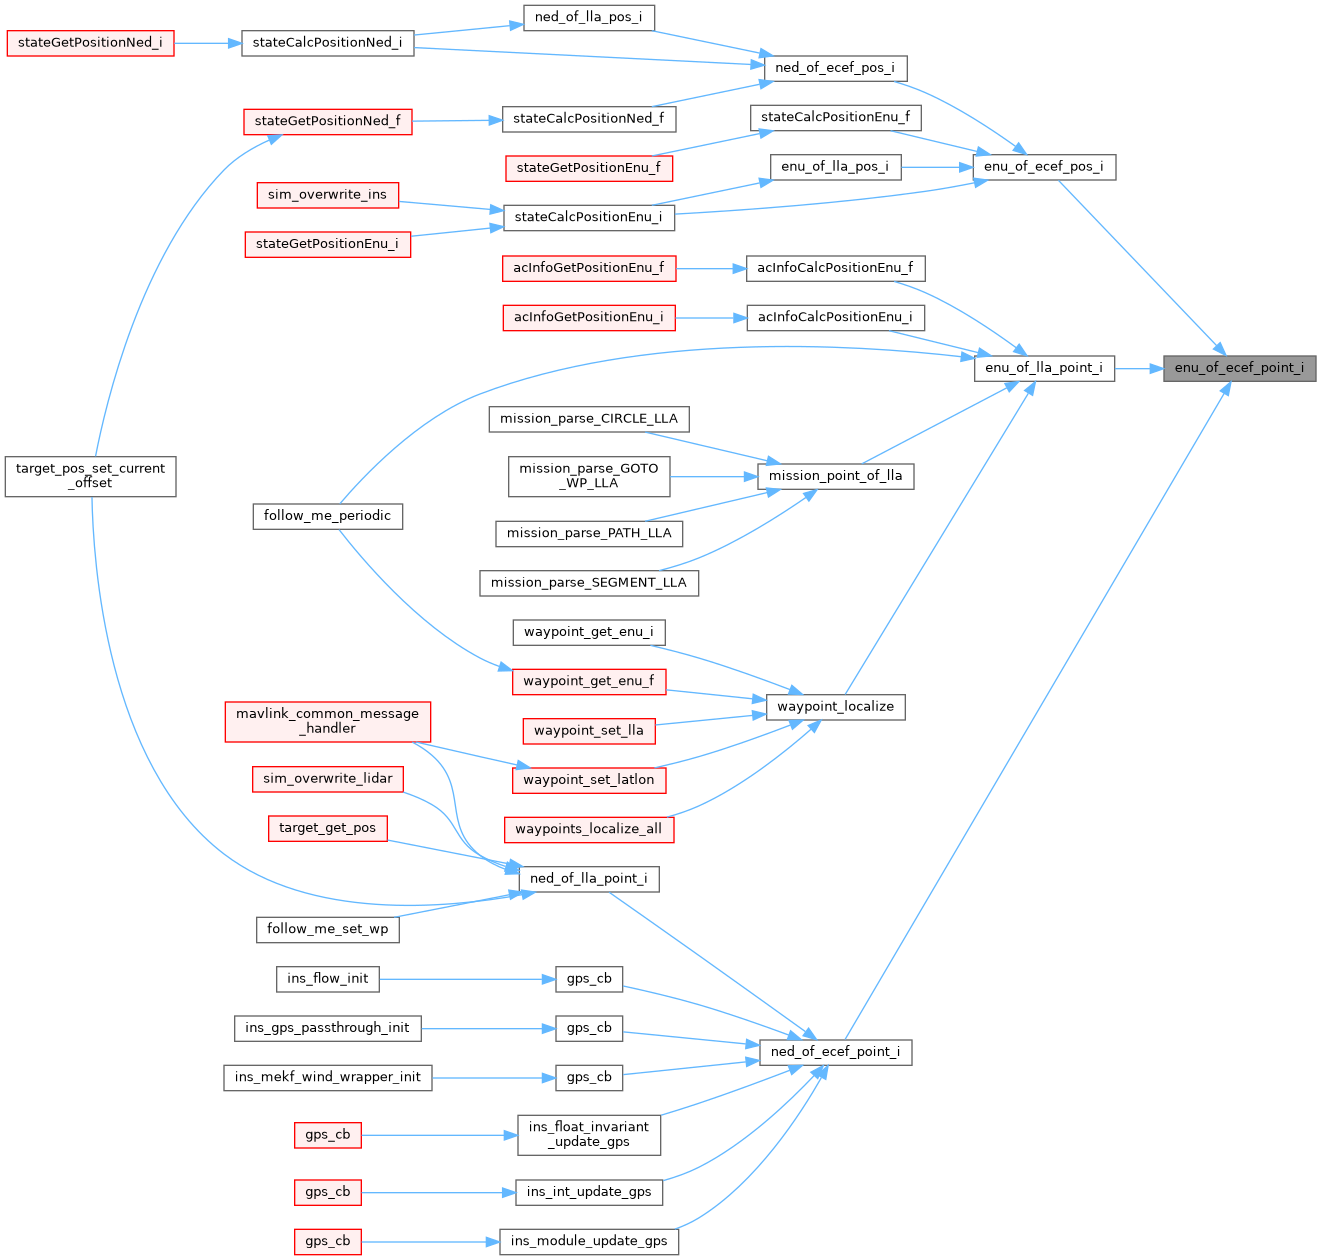 ned_of_lla_pos_i
stateGetPositionNed_i
stateCalcPositionNed_i
ned_of_ecef_pos_i
stateGetPositionNed_f
stateCalcPositionNed_f
stateCalcPositionEnu_f
stateGetPositionEnu_f
enu_of_lla_pos_i
enu_of_ecef_pos_i
sim_overwrite_ins
stateCalcPositionEnu_i
stateGetPositionEnu_i
acInfoGetPositionEnu_f
acInfoCalcPositionEnu_f
acInfoGetPositionEnu_i
acInfoCalcPositionEnu_i
enu_of_lla_point_i
enu_of_ecef_point_i
mission_parse_CIRCLE_LLA
target_pos_set_current
_offset
mission_parse_GOTO
_WP_LLA
mission_point_of_lla
follow_me_periodic
mission_parse_PATH_LLA
mission_parse_SEGMENT_LLA
waypoint_get_enu_i
waypoint_get_enu_f
waypoint_localize
mavlink_common_message
_handler
waypoint_set_lla
sim_overwrite_lidar
waypoint_set_latlon
target_get_pos
waypoints_localize_all
ned_of_lla_point_i
follow_me_set_wp
ins_flow_init
gps_cb
ins_gps_passthrough_init
gps_cb
ned_of_ecef_point_i
ins_mekf_wind_wrapper_init
gps_cb
gps_cb
ins_float_invariant
_update_gps
gps_cb
ins_int_update_gps
gps_cb
ins_module_update_gps